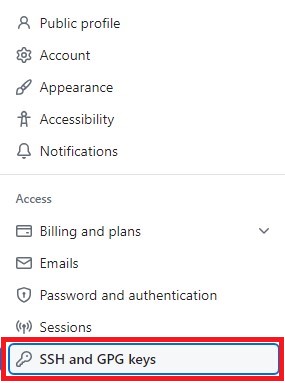 Public profile
Account
Appearance
Accessibility
Notifications
Access
Billing and plans
Emails
Password and authentication
Sessions
SSH and GPG keys